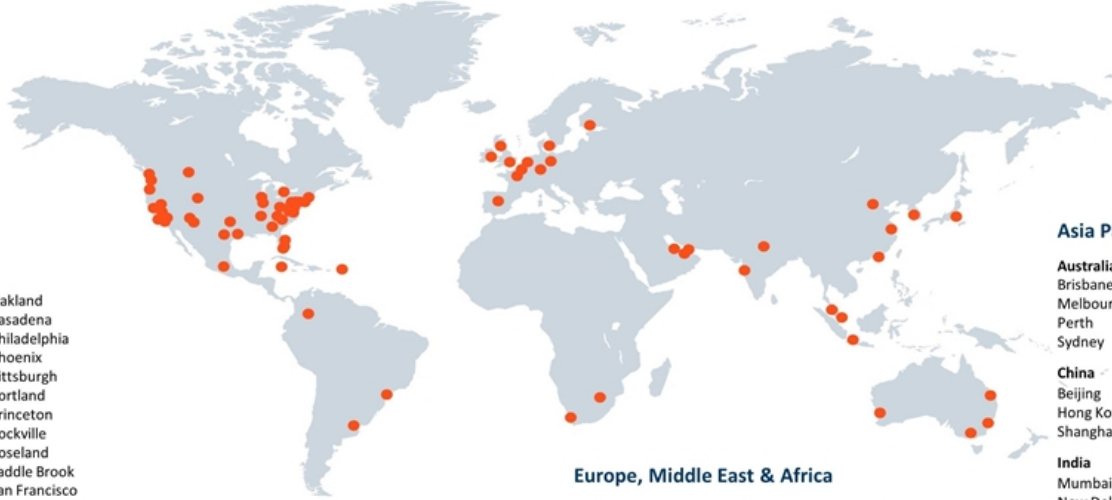 akland
asadena
hiladelphia
hoenix
ittsburgh
ortland
rinceton
ockville
oseland
addle Brook
an Francisco
Europe, Middle East & Africa
Asia P
Australia
Brisbane
Melbour
Perth
Sydney
China
Beijing
Hong Ko
Shangha
India
Mumbai